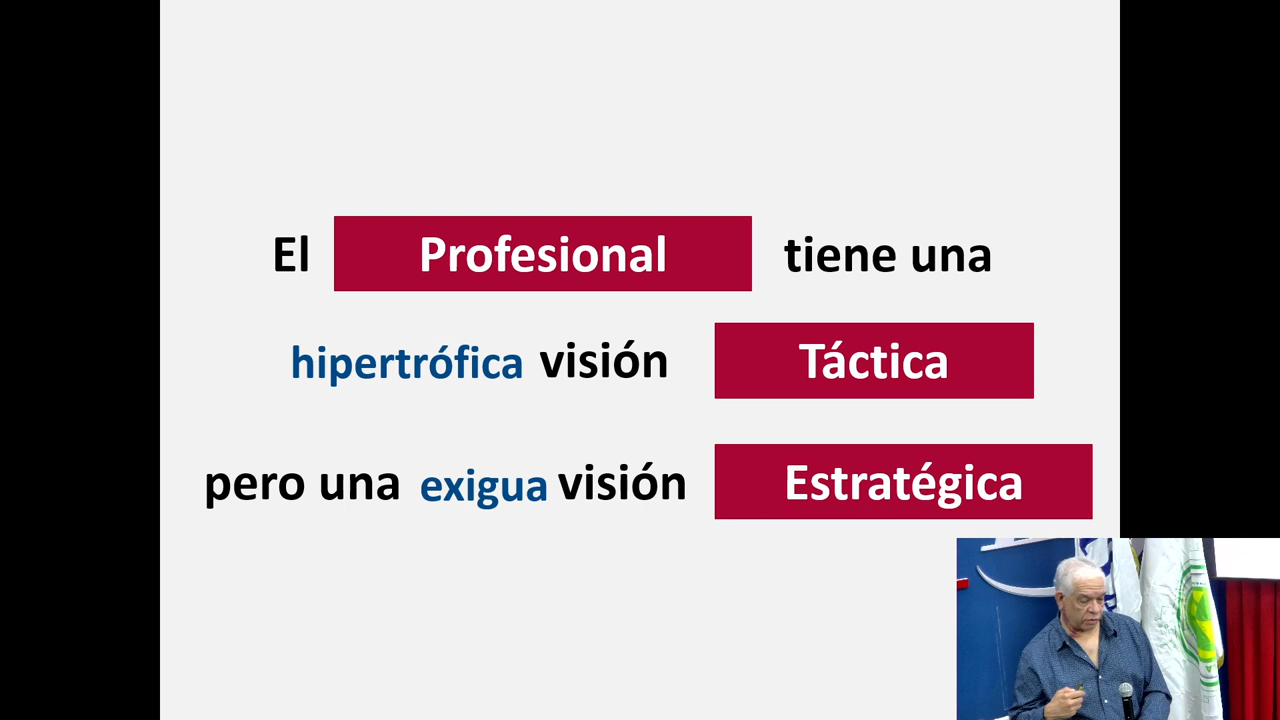 El Profesional tiene una
hipertrófica visión Táctica
pero una exigua visión Estratégica